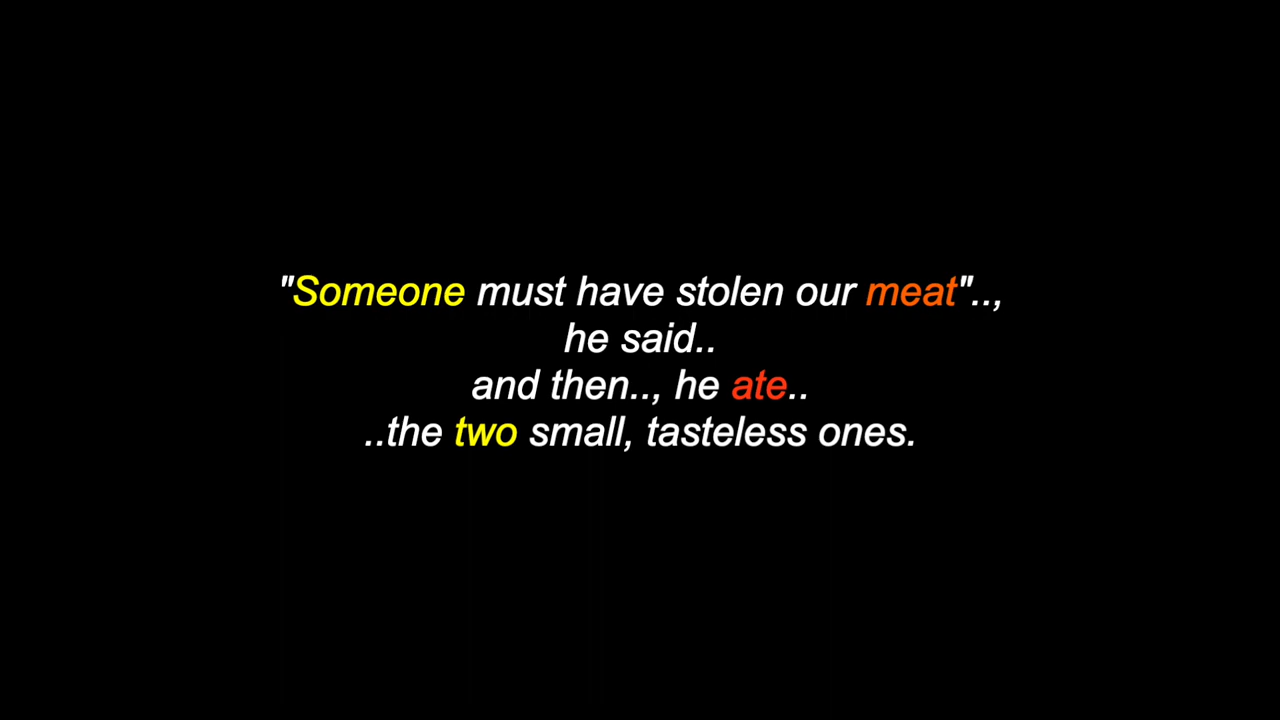 "Someone must have stolen our meat"..,
he said..
and then.., he ate..
..the two small, tasteless ones.